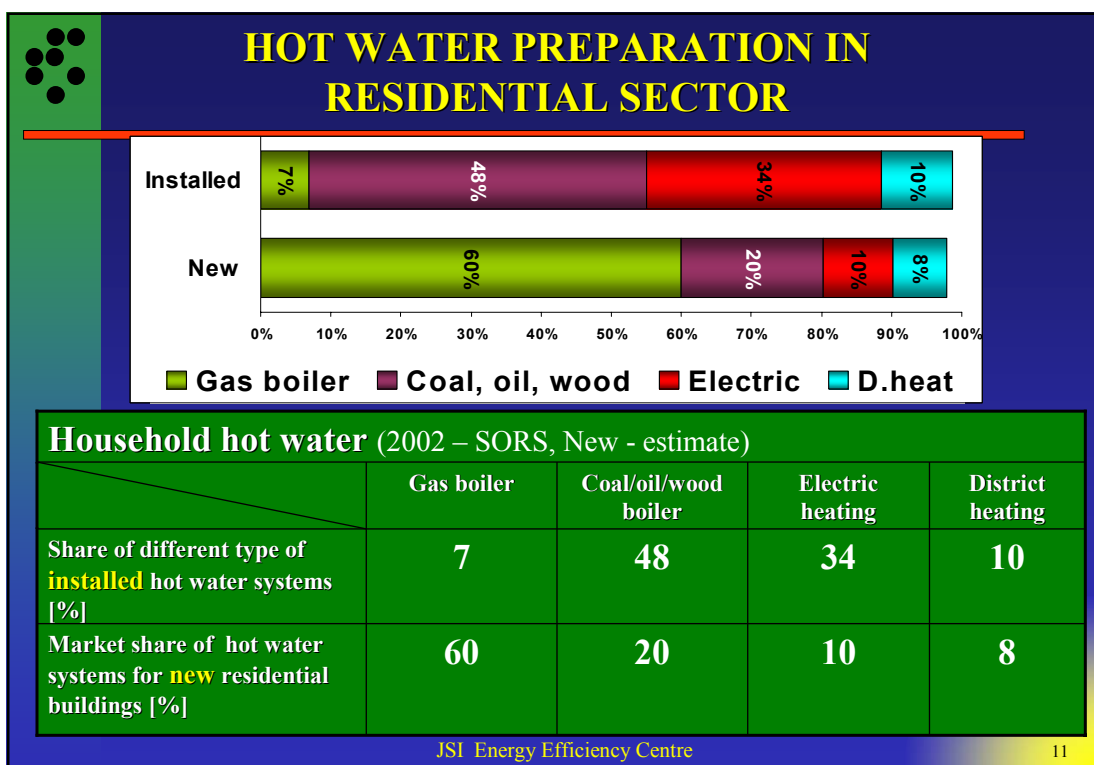 HOT WATER PREPARATION IN
RESIDENTIAL SECTOR
Installed
7%
48%
34%
10%
New
60%
20%
10%
8%
0% 10% 20% 30% 40% 50% 60% 70% 80% 90% 100%
Gas boiler Coal, oil, wood Electric D.heat
Household hot water (2002 – SORS, New - estimate)
Gas boiler Coal/oil/wood Electric District
boiler heating heating
Share of different type of
installed hot water systems
[%]
7 48 34 10
Market share of hot water
systems for new residential
buildings [%]
60 20 10 8
JSI Energy Efficiency Centre
11